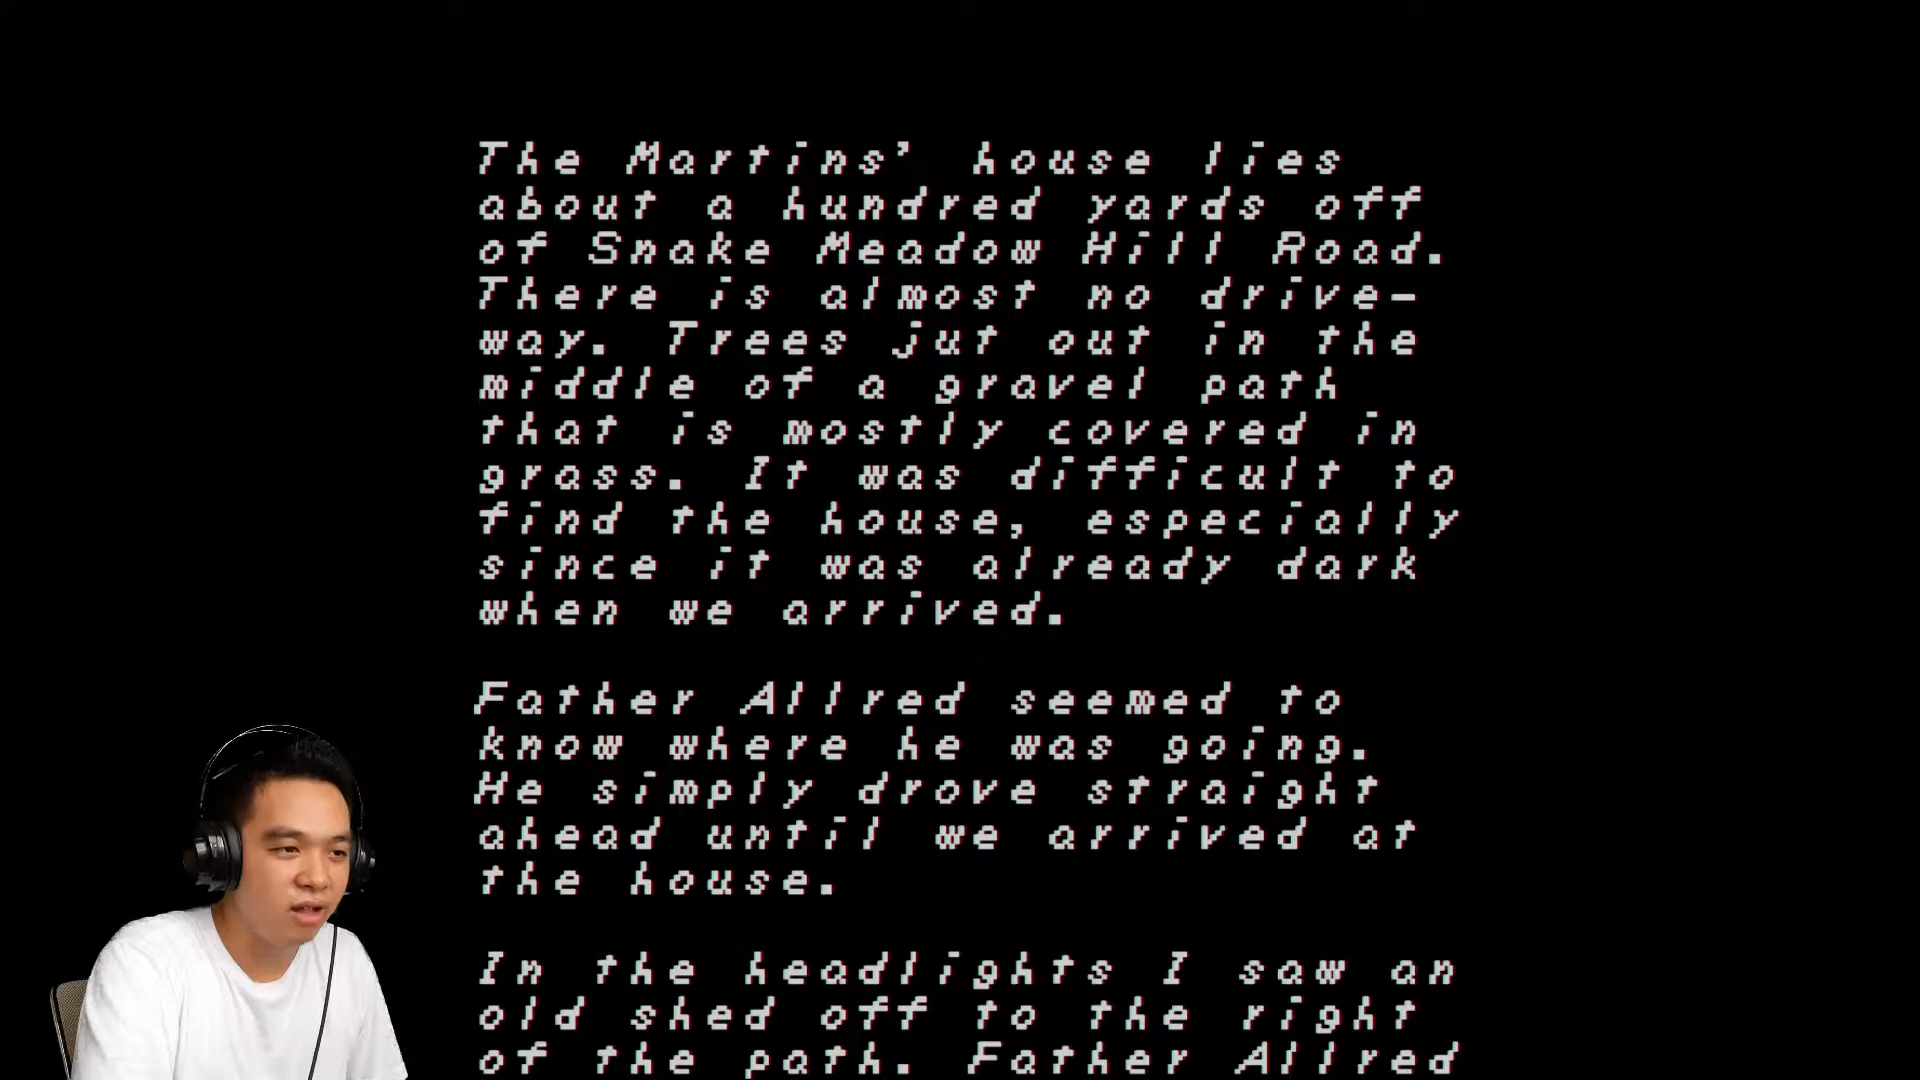 The Martins' house lies
about a hundred yards off
of Snake Meadow Hill Road.
There is almost no drive-
way. Trees jut out in the
middle of a gravel path
that is mostly covered in
grass. It was difficult to
find the house, especially
since it was already dark
when we arrived.
Father Allred seemed to
know where he was going.
He simply drove straight
ahead until we arrived at
the house.
In the headlights I saw an
old shed off to the right
of the path. Father Allred